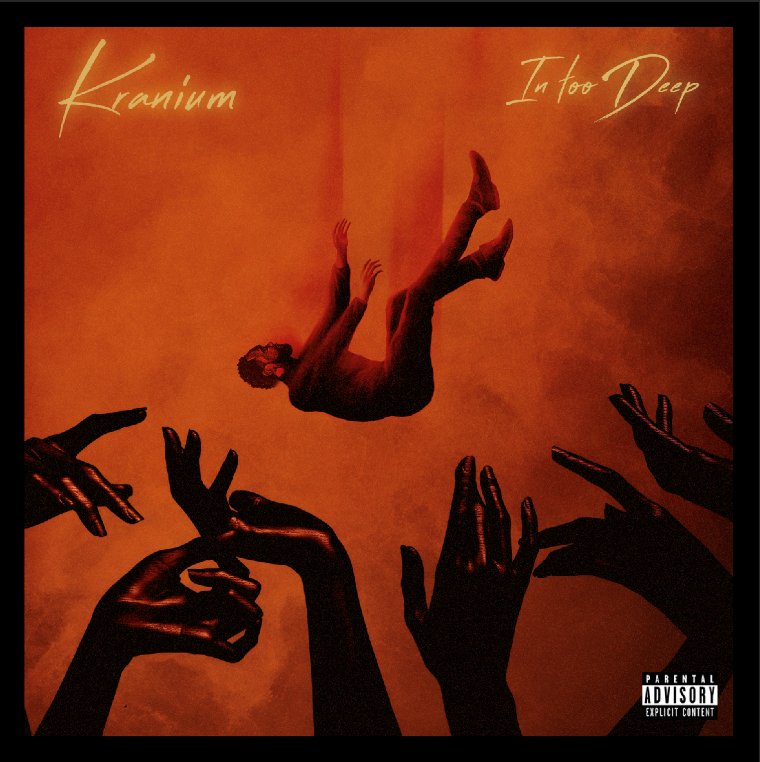 Kranium
In too Deep
PARENTAL
ADVISORY
EXPLICIT CONTENT